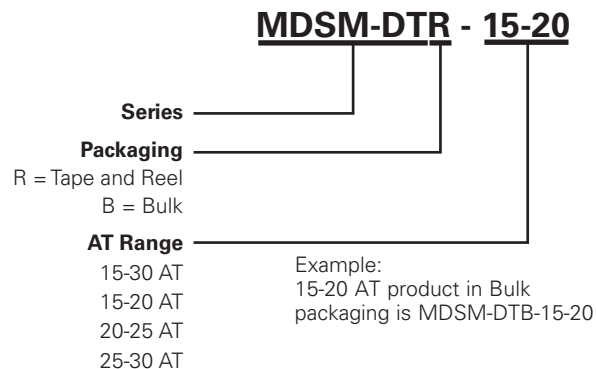 MDSM-DTR - 15-20
Series
Packaging
R = Tape and Reel
B = Bulk
AT Range
15-30 AT
15-20 AT
20-25 AT
25-30 AT
Example:
15-20 AT product in Bulk
packaging is MDSM-DTB-15-20